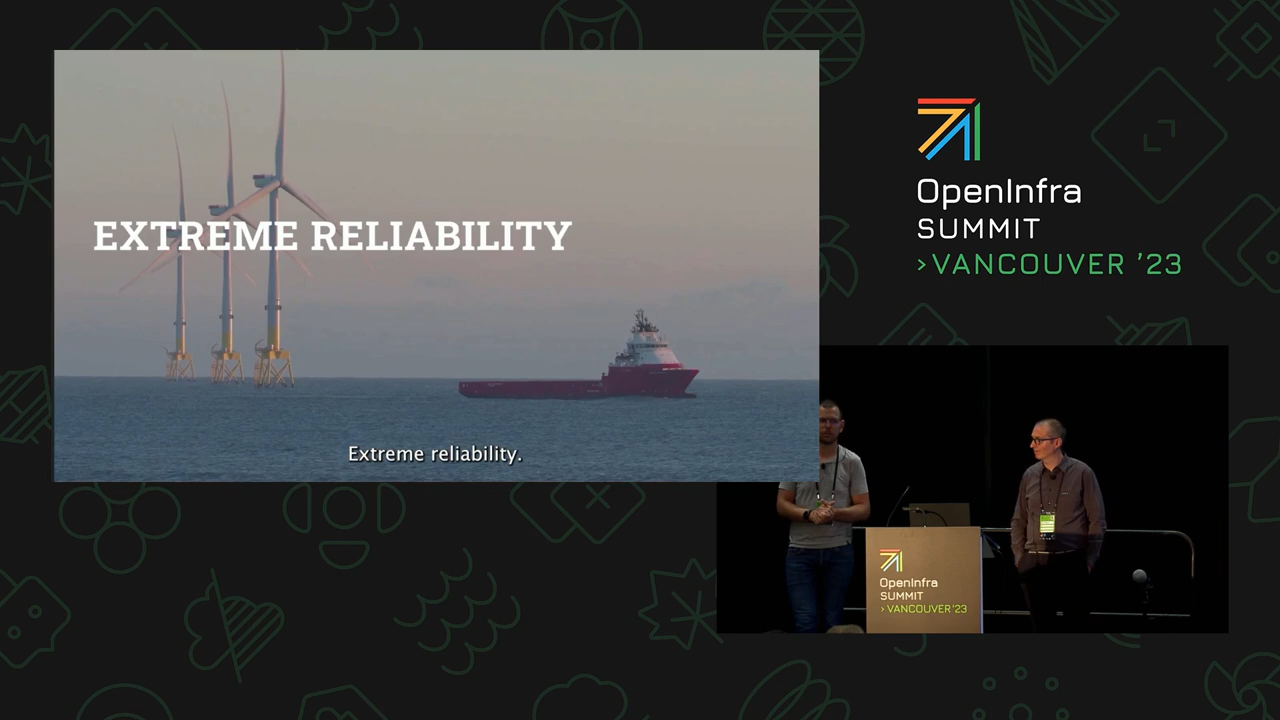 EXTREME RELIABILITY
Extreme reliability.
OpenInfra
SUMMIT
>VANCOUVER '23
OpenInfra
SUMMIT
>VANCOUVER'23